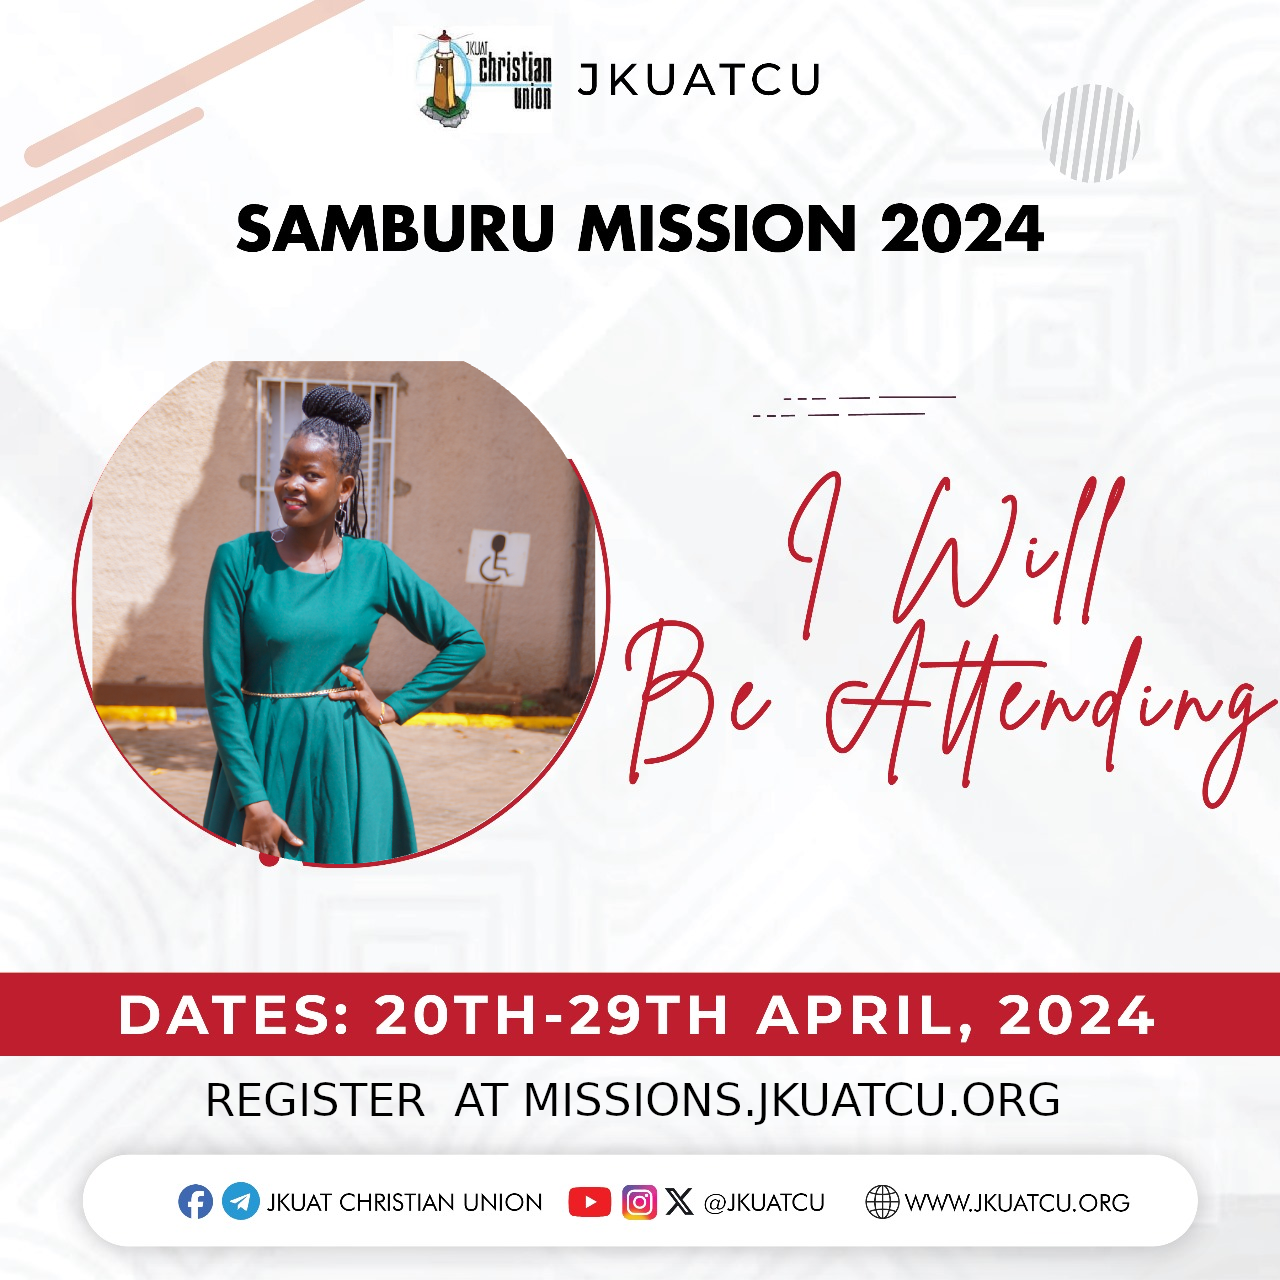 JKUAT
christian
union
JKUATCU
SAMBURU MISSION 2024
I Will
Be Attending
DATES: 20TH-29TH APRIL, 2024
REGISTER  AT MISSIONS.JKUATCU.ORG
JKUAT CHRISTIAN UNION @JKUATCU WWW.JKUATCU.ORG